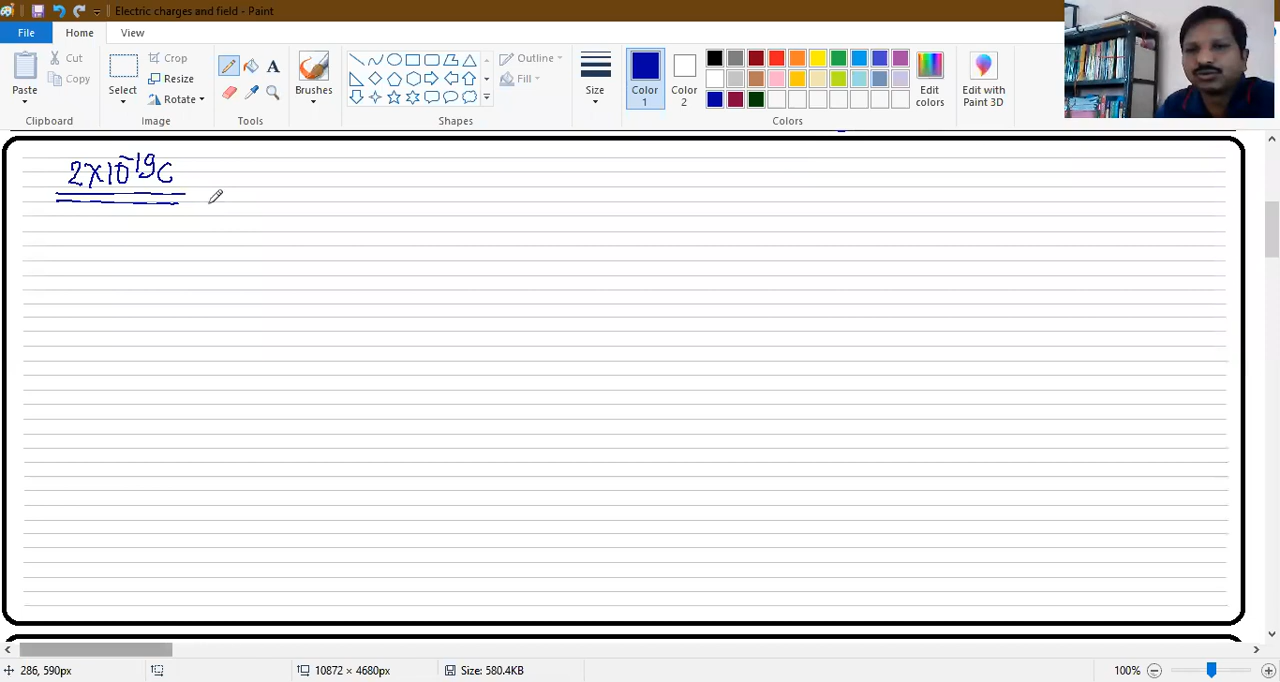 Electric charges and field - Paint
File
Home
View
Paste
Cut
Copy
Clipboard
Select
Crop
Resize
Rotate
Image
A
Tools
Brushes
Shapes
Outline
Fill
Size
Color
1
Color
2
Edit
colors
Edit with
Paint 3D
Colors
2×10⁻¹⁹C
286, 590px
10872 × 4680px
Size: 580.4KB
100%